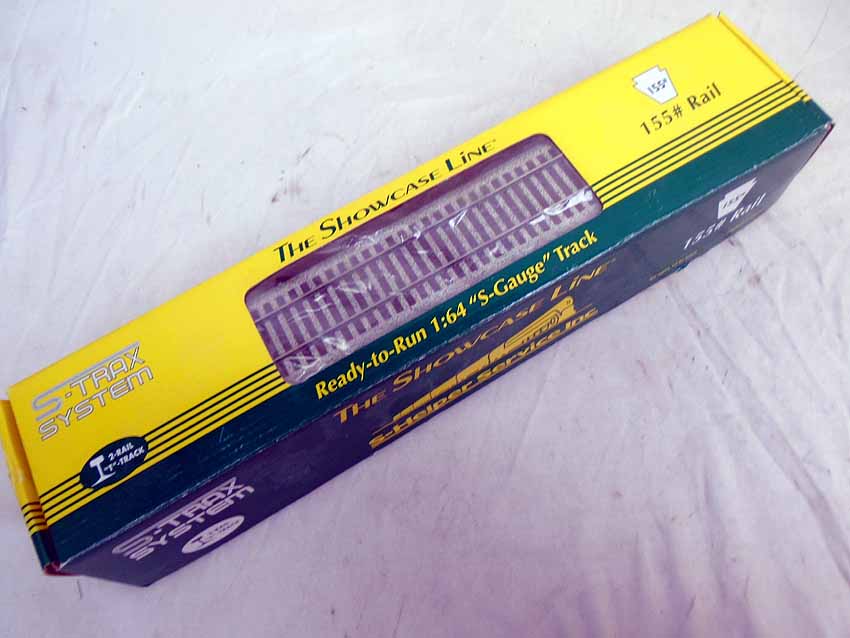 155#
155# Rail
THE SHOWCASE LINE
S-TRAX
SYSTEM
2-RAIL
"T"-TRACK
Ready-to-Run 1:64 "S-Gauge" Track
155# Rail
THE SHOWCASE LINE
S-Helper Service Inc
S-TRAX
SYSTEM